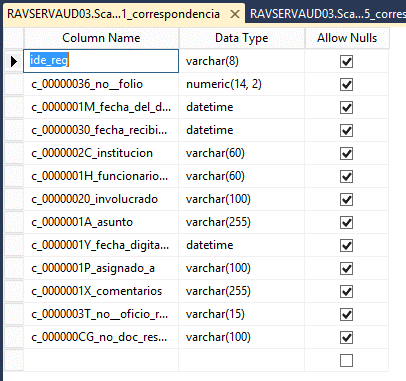 RAVSERVAUD03.Sca...1_correspondencia RAVSERVAUD03.Sca...5_corres
Column Name Data Type Allow Nulls
ide_reg varchar(8)
c_00000036_no__folio numeric(14, 2)
c_0000001M_fecha_del_d... datetime
c_00000030_fecha_recibi... datetime
c_0000002C_institucion varchar(60)
c_0000001H_funcionario... varchar(60)
c_00000020_involucrado varchar(100)
c_0000001A_asunto varchar(255)
c_0000001Y_fecha_digita... datetime
c_0000001P_asignado_a varchar(100)
c_0000001X_comentarios varchar(255)
c_0000003T_no__oficio_r... varchar(15)
c_000000CG_no_doc_res... varchar(100)